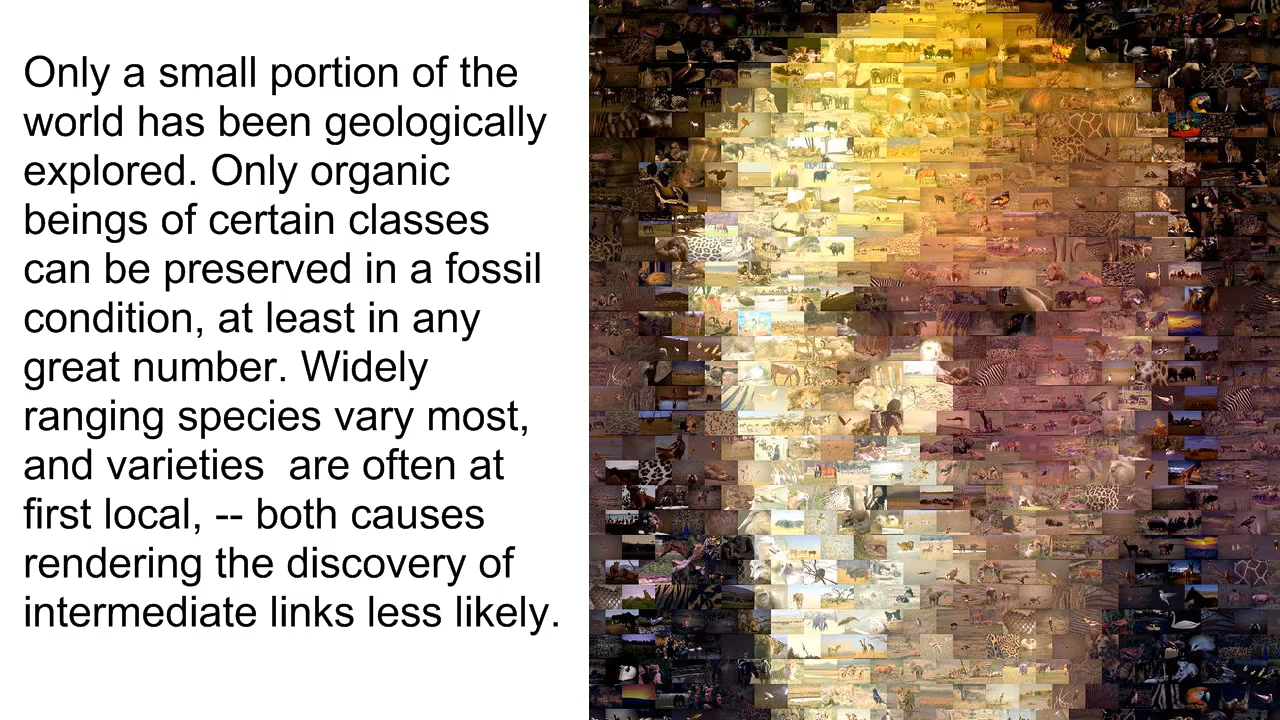 Only a small portion of the
world has been geologically
explored. Only organic
beings of certain classes
can be preserved in a fossil
condition, at least in any
great number. Widely
ranging species vary most,
and varieties  are often at
first local, -- both causes
rendering the discovery of
intermediate links less likely.